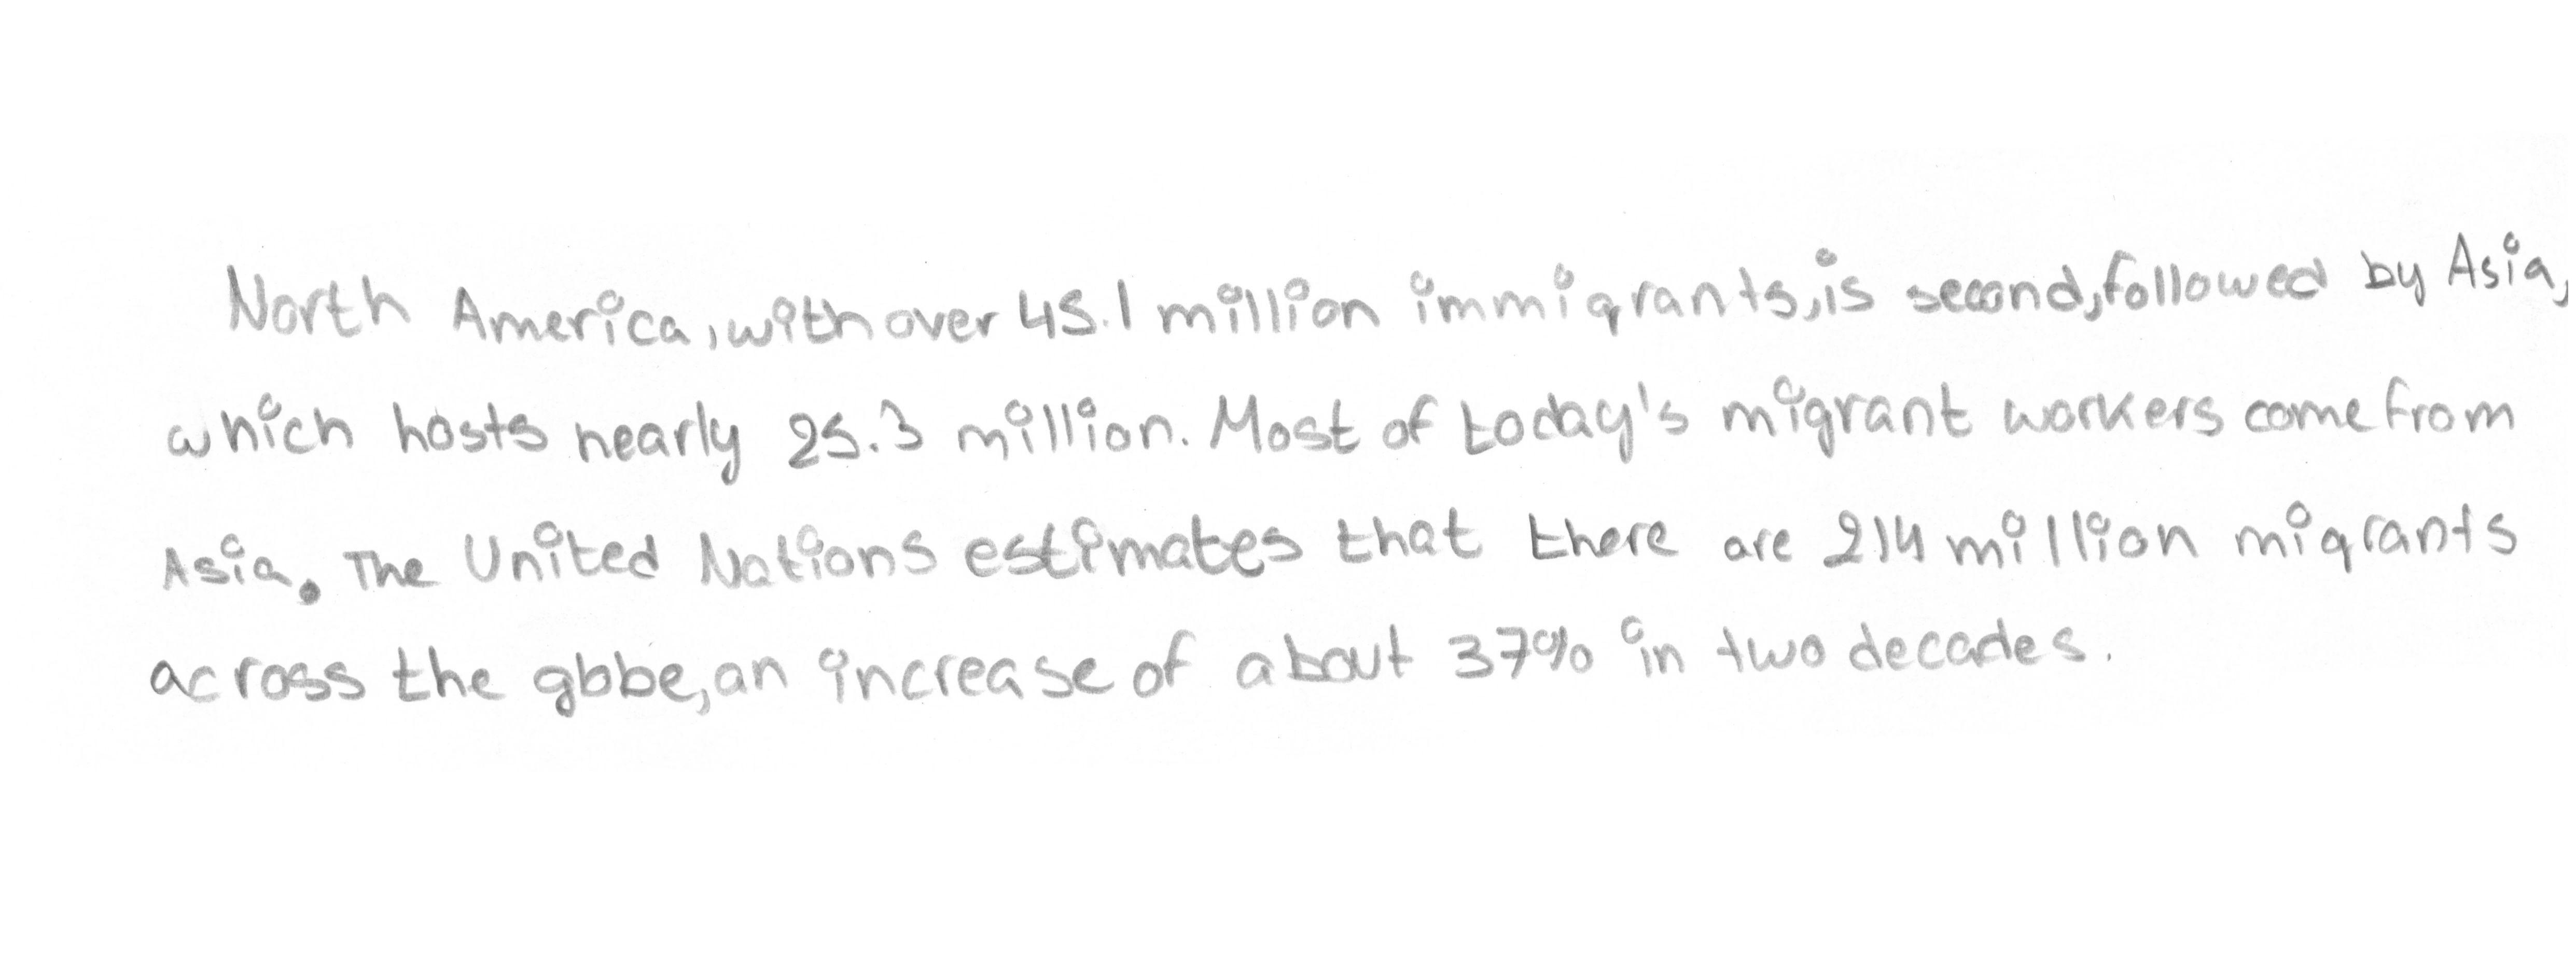 North America, with over 45.1 million immigrants, is second, followed by Asia,
which hosts nearly 25.3 million. Most of today's migrant workers come from
Asia. The United Nations estimates that there are 214 million migrants
across the globe, an increase of about 37% in two decades.